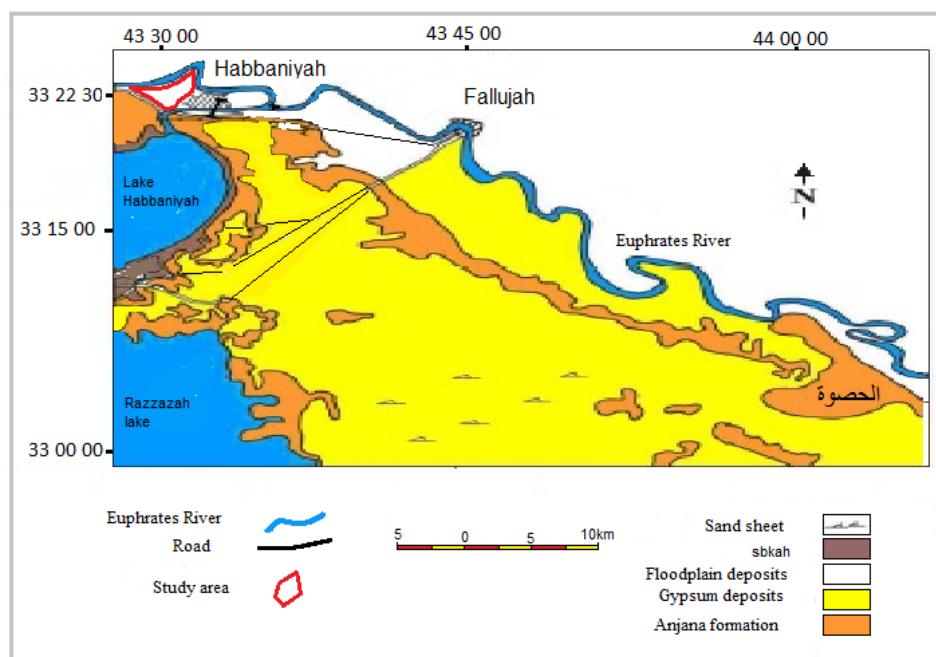 43 30 00
43 45 00
44 00 00
Habbaniyah
33 22 30
Fallujah
Lake
Habbaniyah
N
33 15 00
Euphrates River
الحصوة
Razzazah
lake
33 00 00
Euphrates River
Road
Study area
5 0 5 10km
Sand sheet
sbkah
Floodplain deposits
Gypsum deposits
Anjana formation